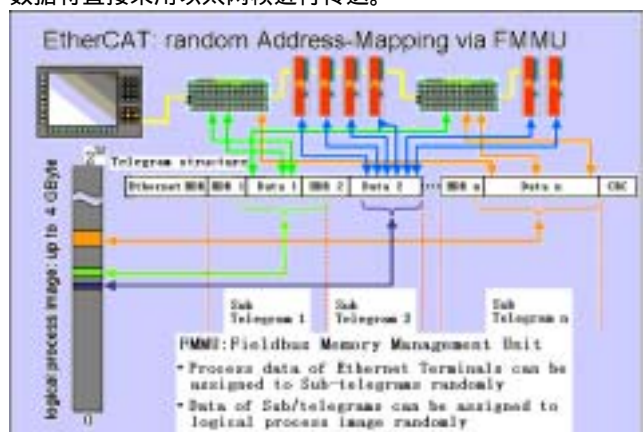 数据将直接采用以太网帧进行传送。
EtherCAT: random Address-Mapping via FMMU
2³²
Telegram structure
Ethernet HDR HDR 1 Data 1 HDR 2 Data 2 ... HDR n Data n CRC
logical process image: up to 4 GByte
0
Sub Telegram 1
Sub Telegram 2
Sub Telegram n
FMMU:Fieldbus Memory Management Unit
• Process data of Ethernet Terminals can be
assigned to Sub-telegrams randomly
• Data of Sub/telegrams can be assigned to
logical process image randomly